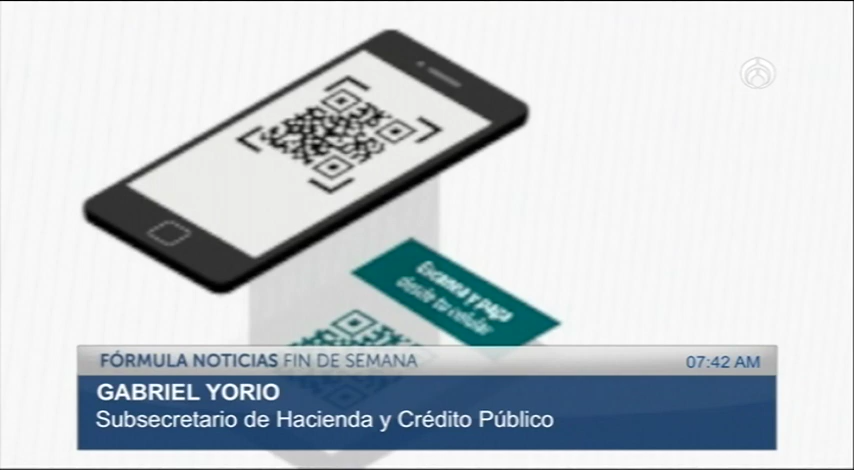 Escanea y paga
desde tu celular
FÓRMULA NOTICIAS FIN DE SEMANA 07:42 AM
GABRIEL YORIO
Subsecretario de Hacienda y Crédito Público